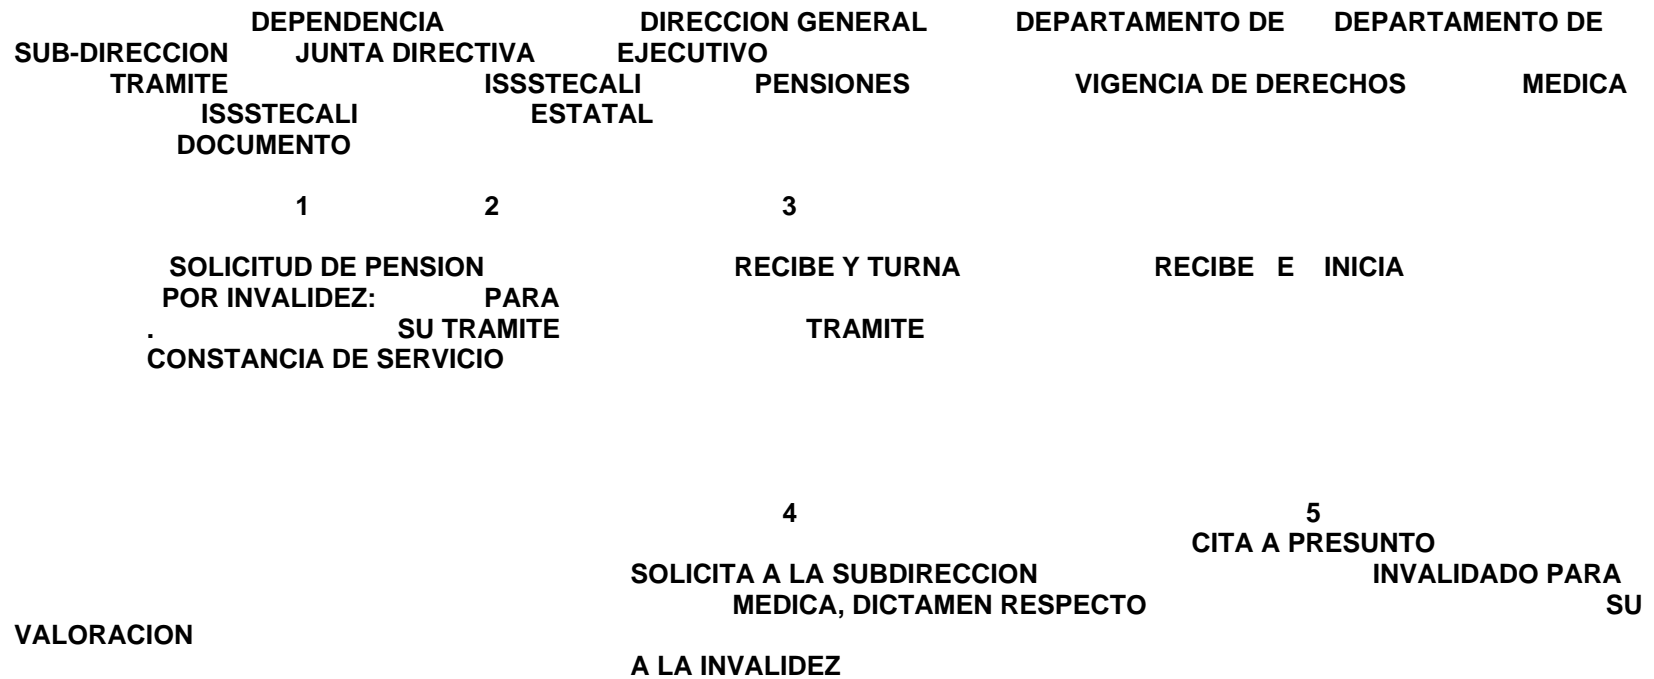 DEPENDENCIA DIRECCION GENERAL DEPARTAMENTO DE DEPARTAMENTO DE
SUB-DIRECCION JUNTA DIRECTIVA EJECUTIVO
TRAMITE ISSSTECALI PENSIONES VIGENCIA DE DERECHOS MEDICA
ISSSTECALI ESTATAL
DOCUMENTO
1 2 3
SOLICITUD DE PENSION RECIBE Y TURNA RECIBE E INICIA
POR INVALIDEZ: PARA
. SU TRAMITE TRAMITE
CONSTANCIA DE SERVICIO
4 5
CITA A PRESUNTO
SOLICITA A LA SUBDIRECCION INVALIDADO PARA
MEDICA, DICTAMEN RESPECTO SU
VALORACION
A LA INVALIDEZ